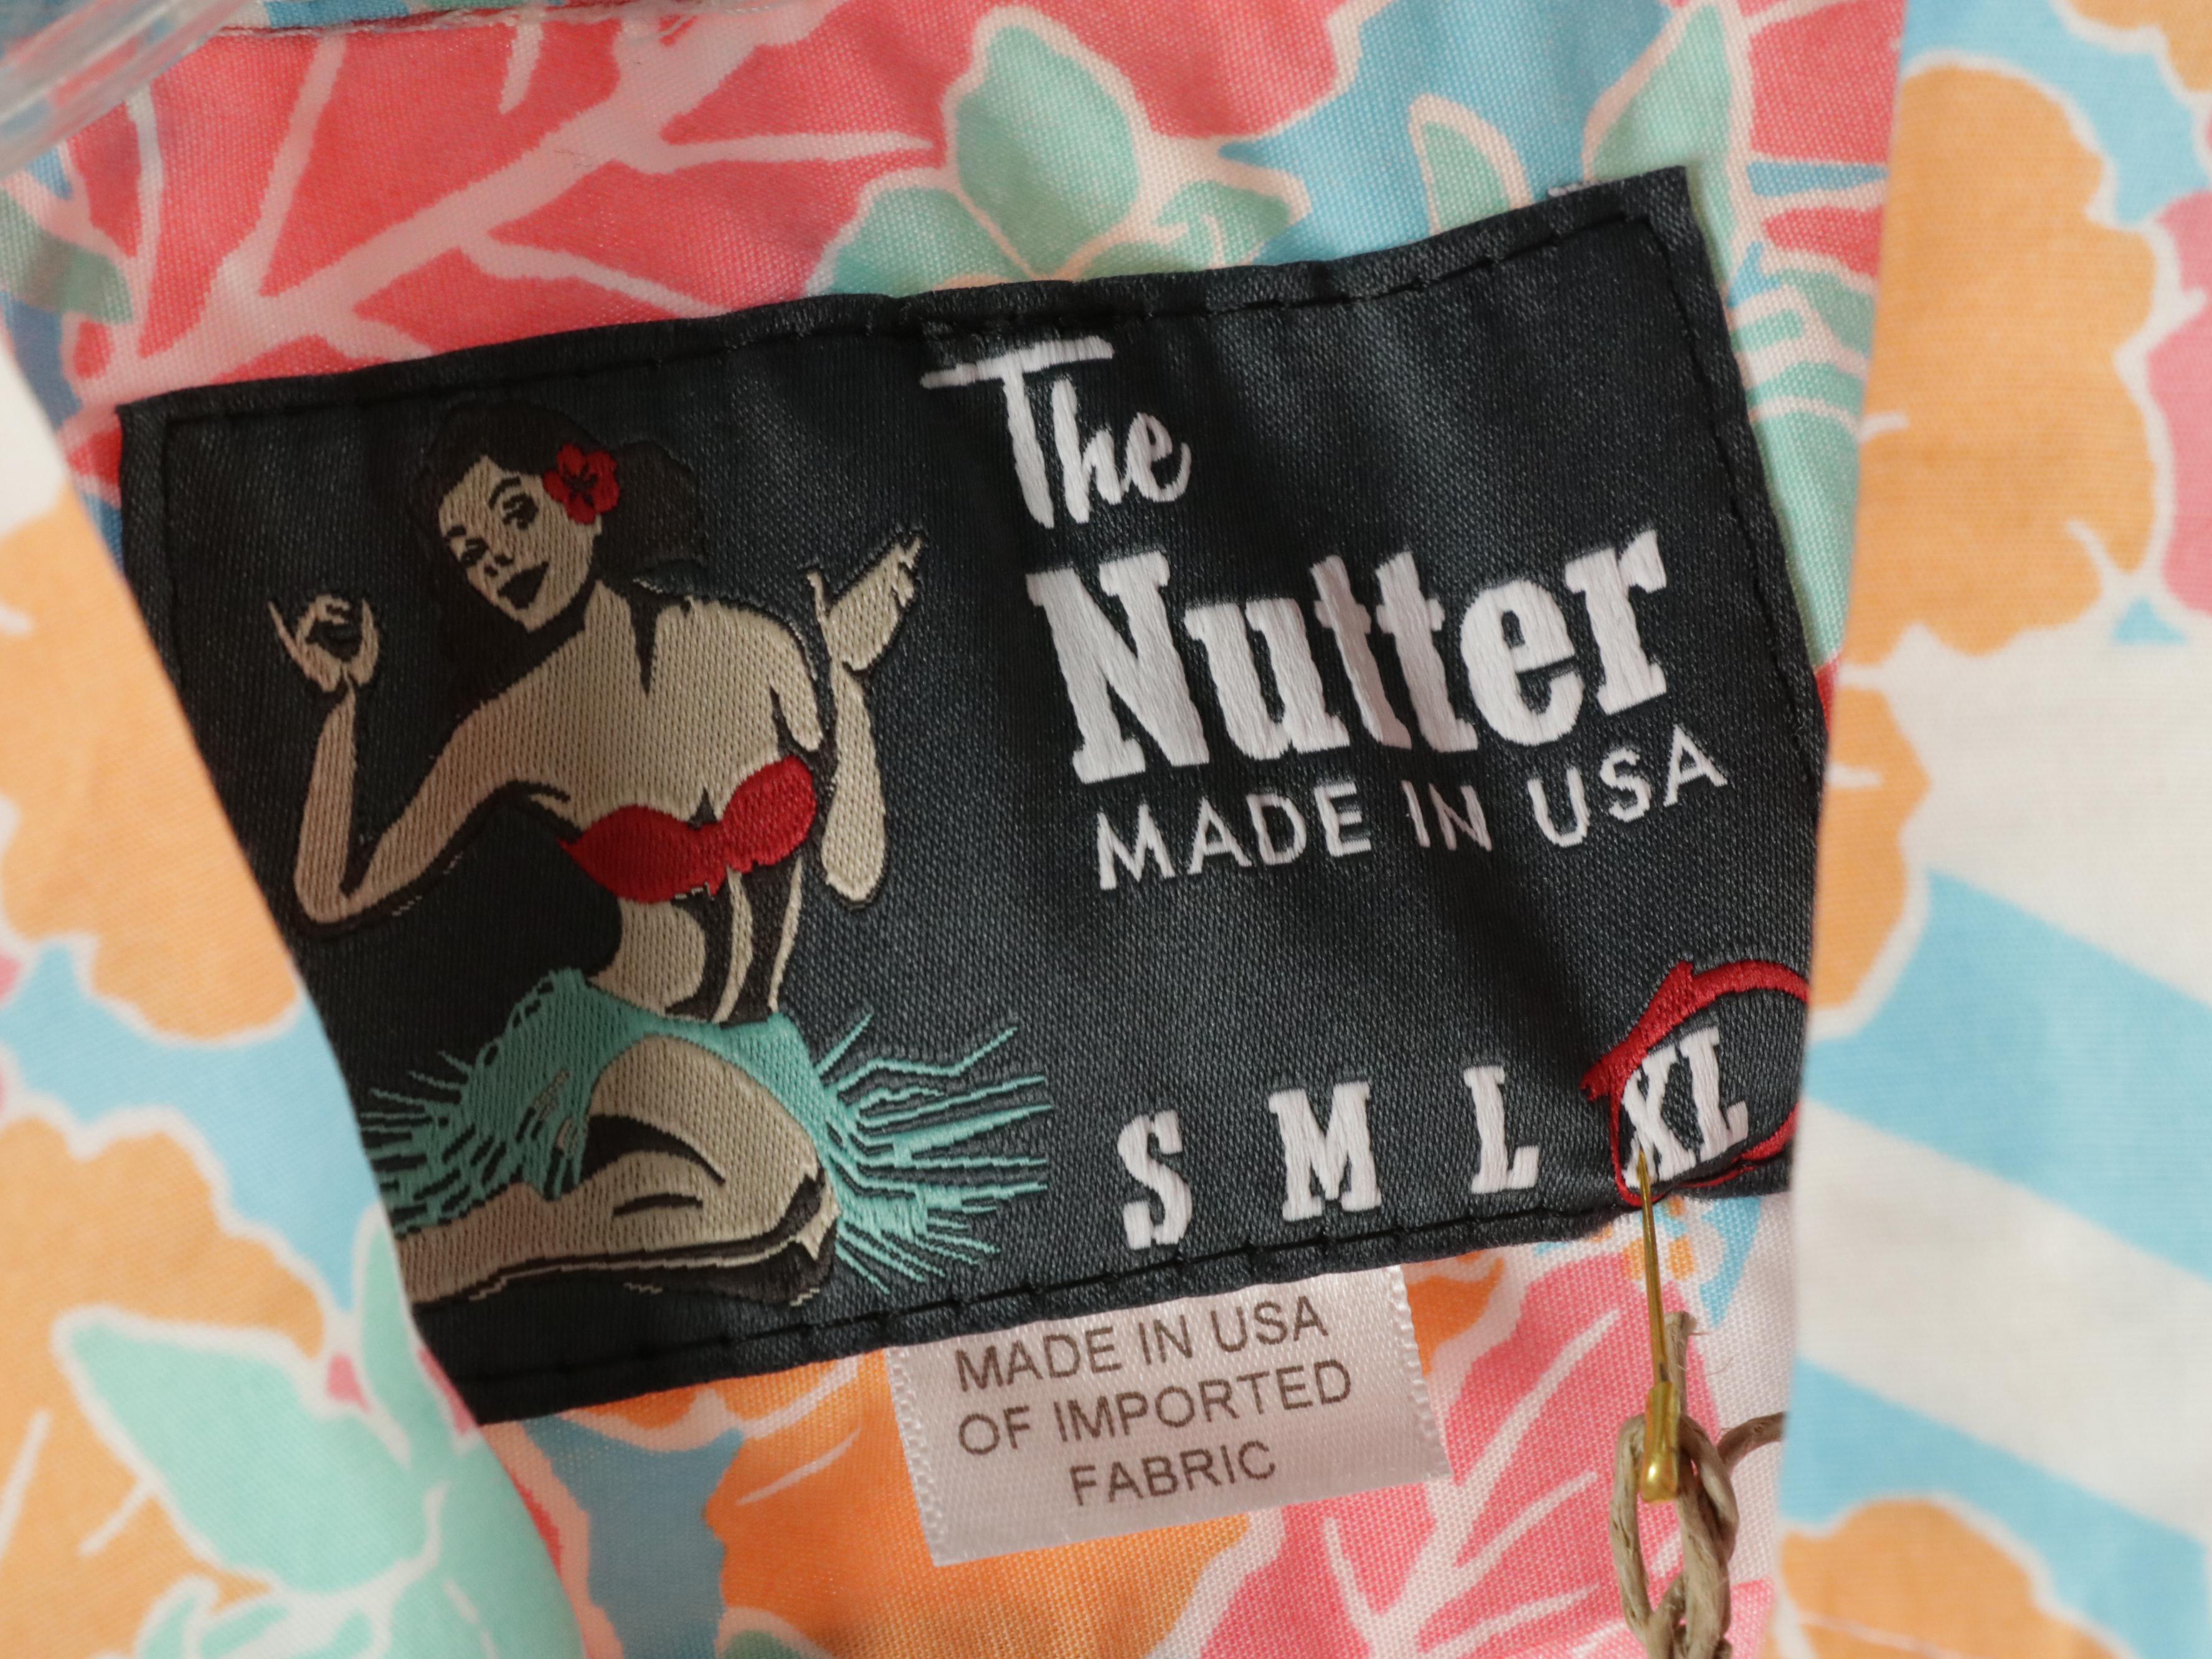 The
Nutter
MADE IN USA
S M L XL
MADE IN USA
OF IMPORTED
FABRIC